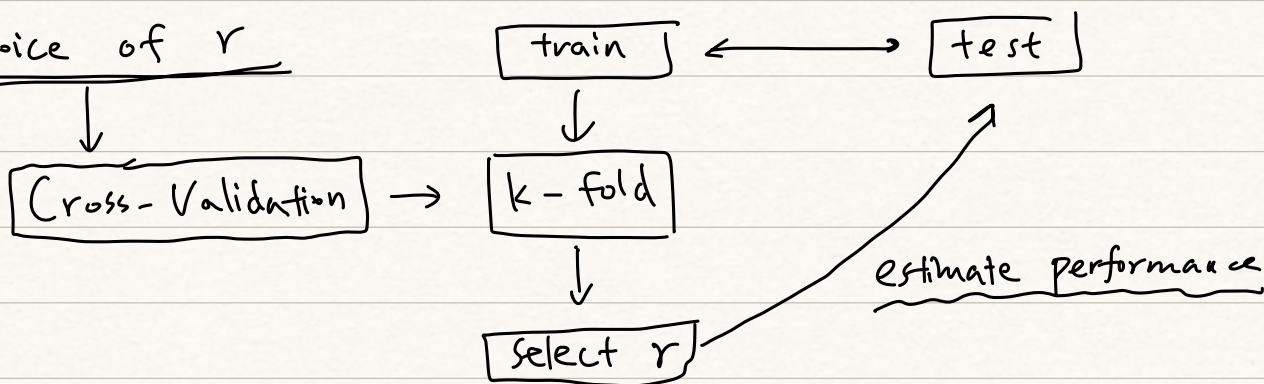 oice of r
train
test
Cross-Validation
k-fold
estimate performance
select r